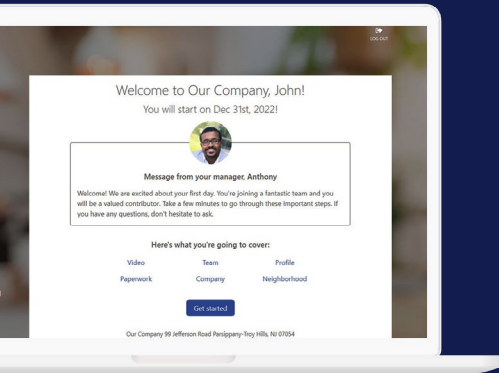 LOG OUT
Welcome to Our Company, John!
You will start on Dec 31st, 2022!
Message from your manager, Anthony
Welcome! We are excited about your first day. You're joining a fantastic team and you
will be a valued contributor. Take a few minutes to go through these important steps. If
you have any questions, don't hesitate to ask.
Here's what you're going to cover:
Video Team Profile
Paperwork Company Neighborhood
Get started
Our Company 99 Jefferson Road Parsippany-Troy Hills, NJ 07054